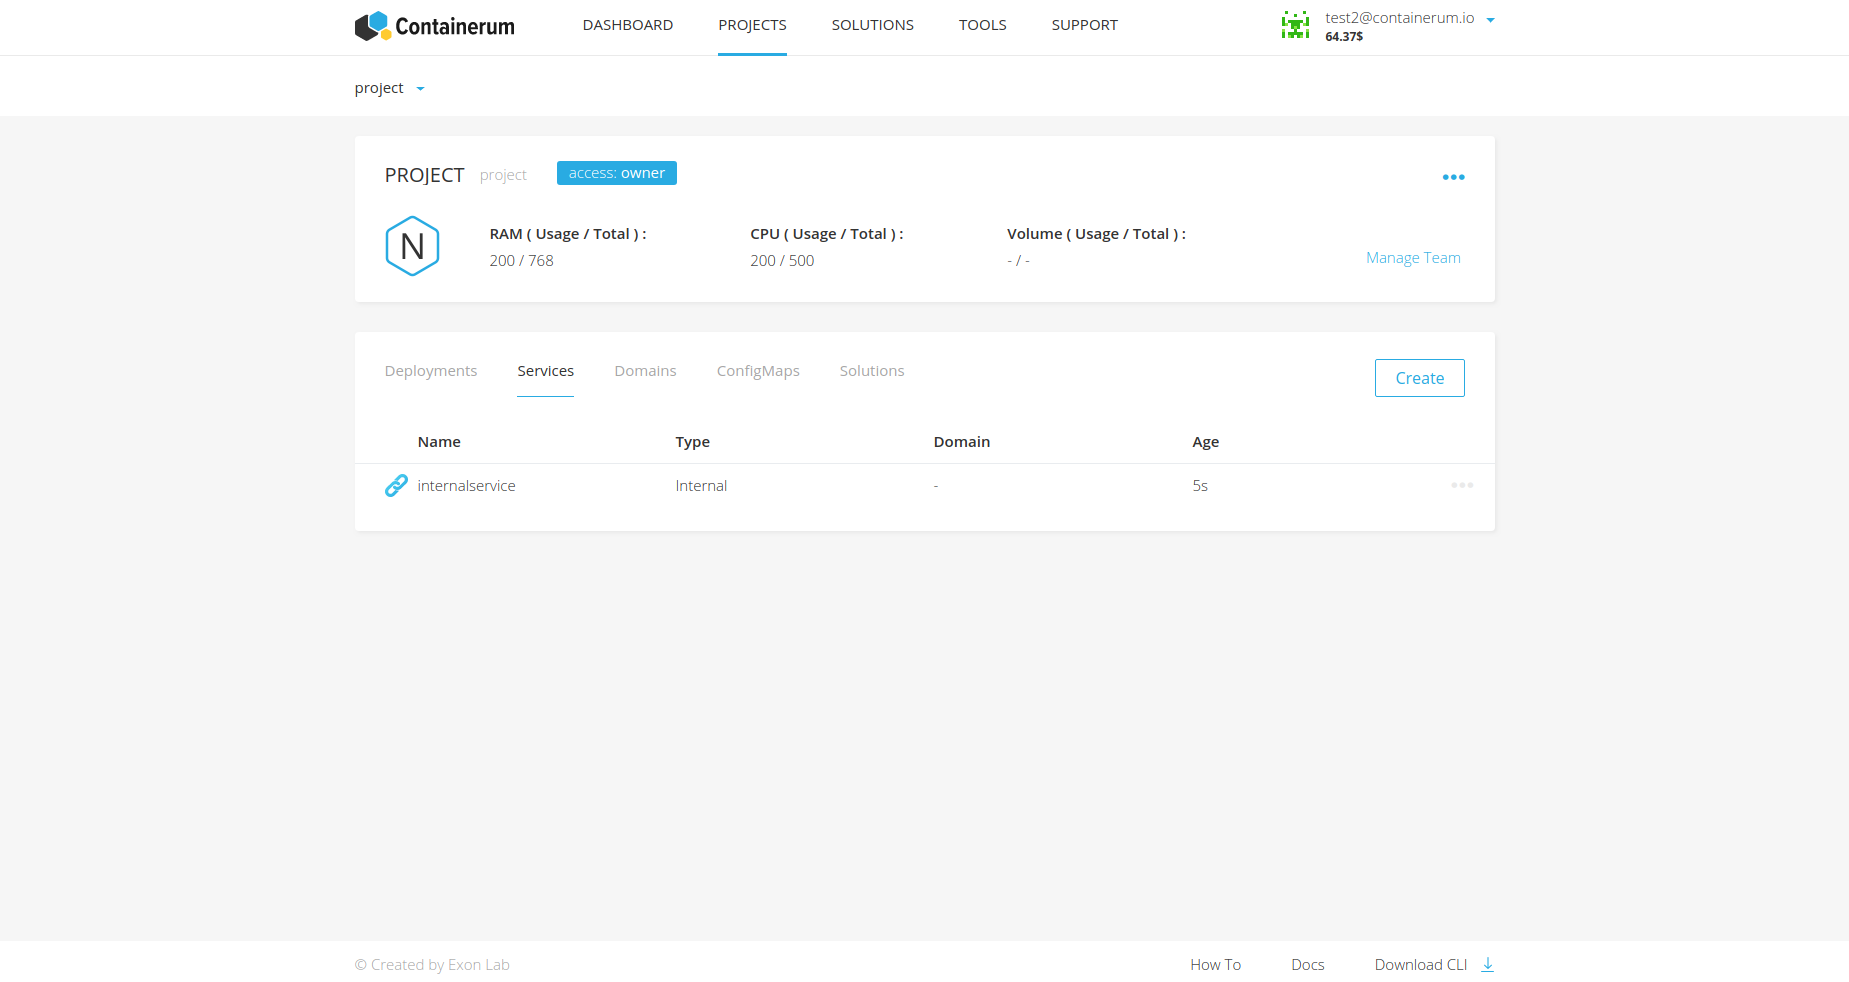 Containerum DASHBOARD PROJECTS SOLUTIONS TOOLS SUPPORT test2@containerum.io
64.37$
project
PROJECT project access: owner
N
RAM ( Usage / Total ) : CPU ( Usage / Total ) : Volume ( Usage / Total ) :
200 / 768 200 / 500 - / -
Manage Team
Deployments Services Domains ConfigMaps Solutions
Create
Name Type Domain Age
internalservice Internal - 5s
© Created by Exon Lab How To Docs Download CLI